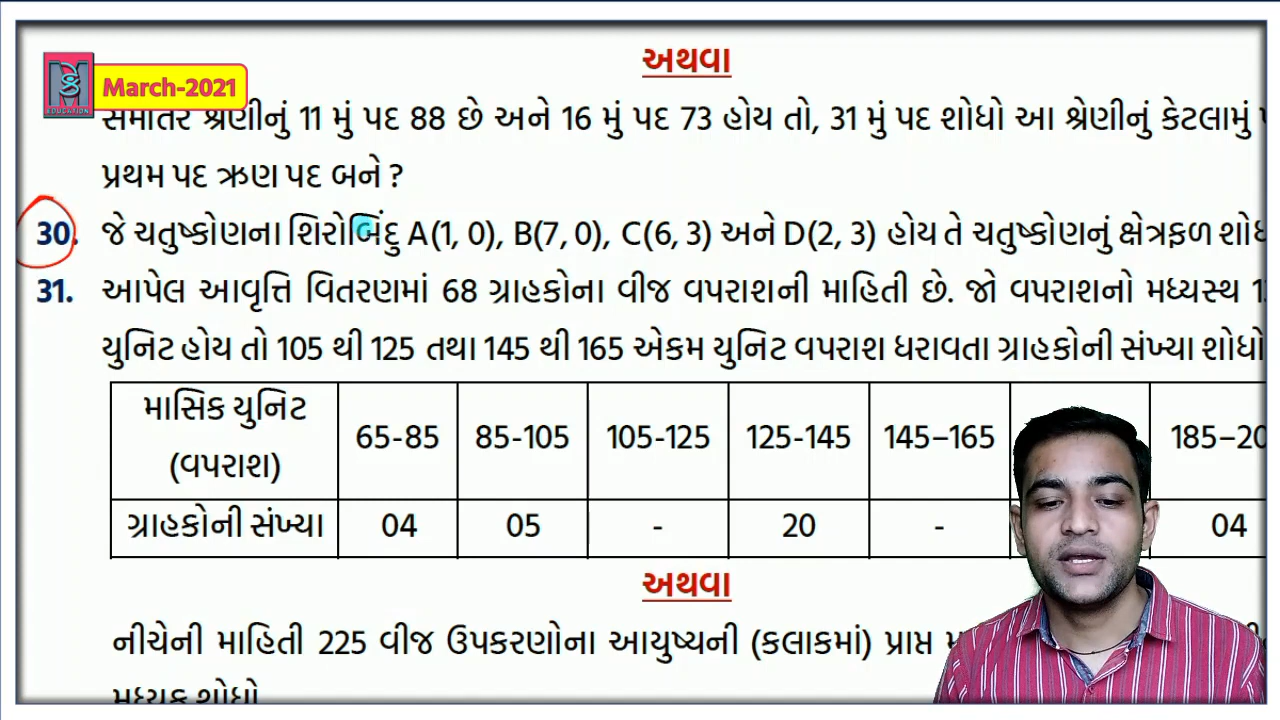 અથવા
March-2021
EDUCATION
સમાંતર શ્રેણીનું 11 મું પદ 88 છે અને 16 મું પદ 73 હોય તો, 31 મું પદ શોધો આ શ્રેણીનું કેટલામું
પ્રથમ પદ ઋણ પદ બને ?
30. જે ચતુષ્કોણના શિરોબિંદુ A(1, 0), B(7, 0), C(6, 3) અને D(2, 3) હોય તે ચતુષ્કોણનું ક્ષેત્રફળ
31. આપેલ આવૃત્તિ વિતરણમાં 68 ગ્રાહકોના વીજ વપરાશની માહિતી છે. જો વપરાશનો મધ્યસ્થ
યુનિટ હોય તો 105 થી 125 તથા 145 થી 165 એકમ યુનિટ વપરાશ ધરાવતા ગ્રાહકોની સંખ્યા શોધો
માસિક યુનિટ (વપરાશ) 65-85 85-105 105-125 125-145 145–165
ગ્રાહકોની સંખ્યા 04 05 - 20 - 04
અથવા
નીચેની માહિતી 225 વીજ ઉપકરણોના આયુષ્યની (કલાકમાં) પ્રાપ્ત
મધ્યક શોધો